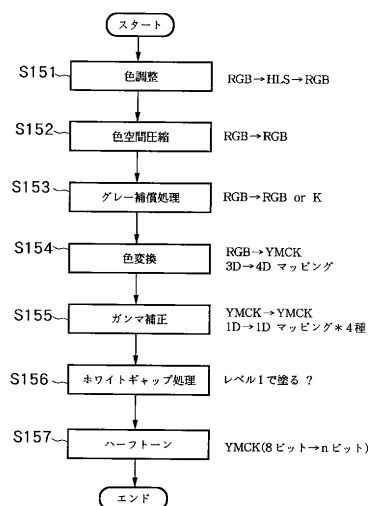 スタート
S151
色調整
RGB→HLS→RGB
S152
色空間圧縮
RGB→RGB
S153
グレー補償処理
RGB→RGB or K
S154
色変換
RGB→YMCK
3D→4D マッピング
S155
ガンマ補正
YMCK→YMCK
1D→1D マッピング*4種
S156
ホワイトギャップ処理
レベル1で塗る ?
S157
ハーフトーン
YMCK(8ビット→nビット)
エンド